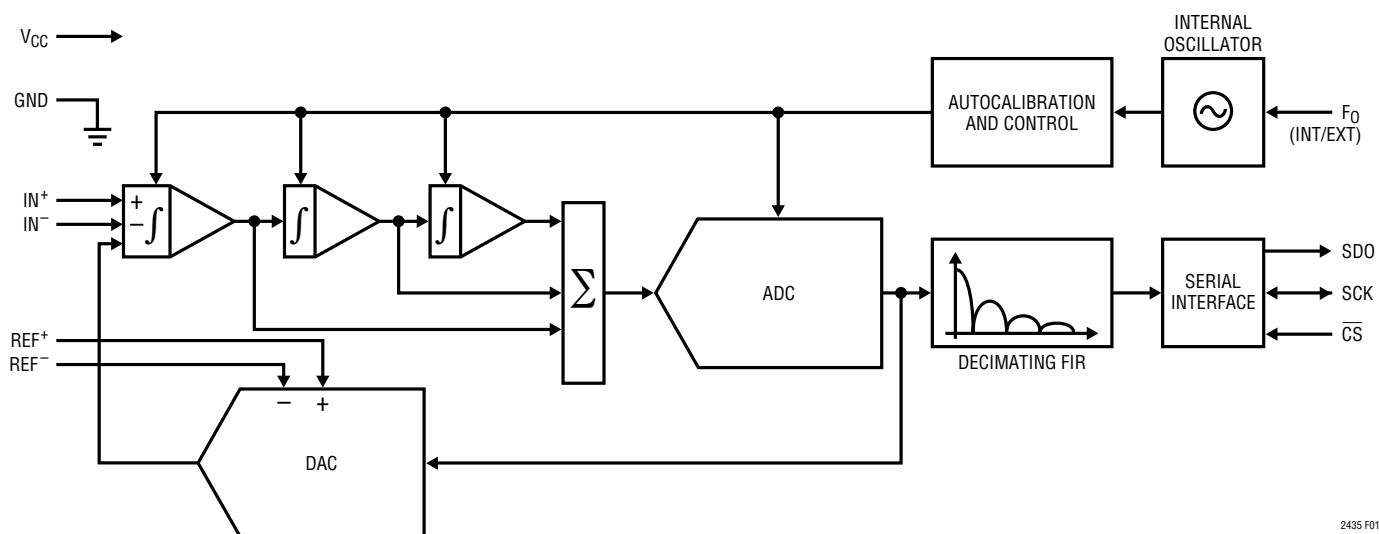 INTERNAL
OSCILLATOR
VCC
GND
AUTOCALIBRATION
AND CONTROL
FO
(INT/EXT)
IN+
IN−
+
−
∫
∫
∫
Σ
ADC
DECIMATING FIR
SERIAL
INTERFACE
SDO
SCK
C̅S̅
REF+
REF−
− +
DAC
2435 F01